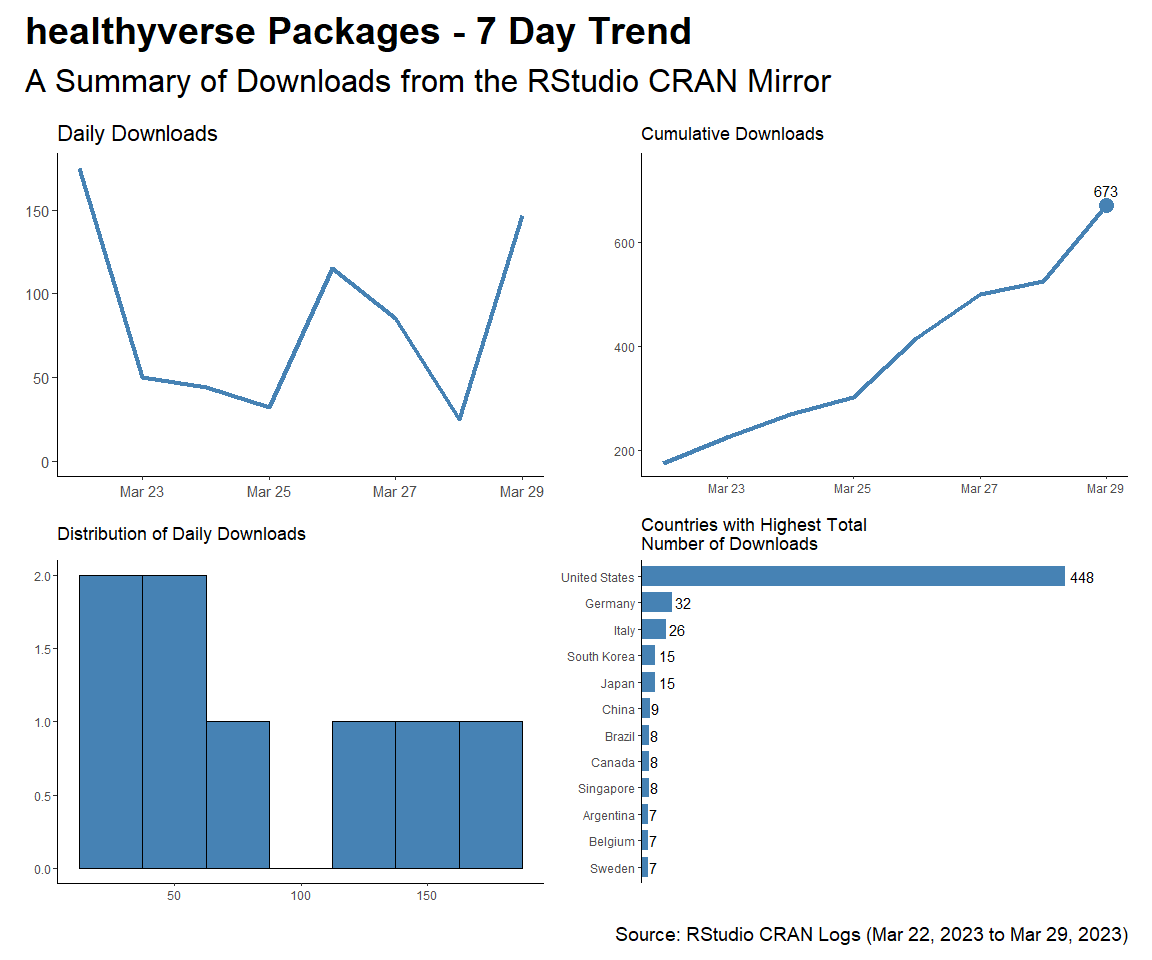 healthyverse Packages - 7 Day Trend
A Summary of Downloads from the RStudio CRAN Mirror
Daily Downloads
150
100
50
0
Mar 23
Mar 25
Mar 27
Mar 29
Cumulative Downloads
673
600
400
200
Mar 23
Mar 25
Mar 27
Mar 29
Distribution of Daily Downloads
2.0
1.5
1.0
0.5
0.0
50
100
150
Countries with Highest Total
Number of Downloads
United States 448
Germany 32
Italy 26
South Korea 15
Japan 15
China 9
Brazil 8
Canada 8
Singapore 8
Argentina 7
Belgium 7
Sweden 7
Source: RStudio CRAN Logs (Mar 22, 2023 to Mar 29, 2023)